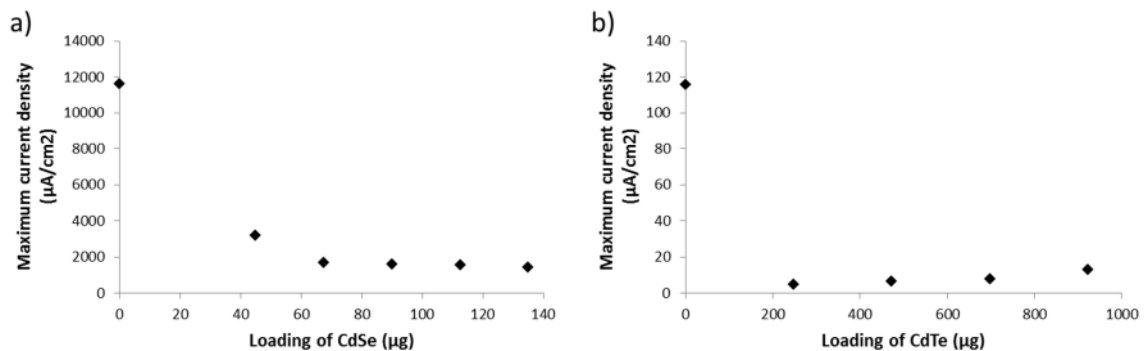 a)
14000
12000
10000
8000
6000
4000
2000
0
Maximum current density
(µA/cm2)
0 20 40 60 80 100 120 140
Loading of CdSe (µg)
b)
140
120
100
80
60
40
20
0
Maximum current density
(µA/cm2)
0 200 400 600 800 1000
Loading of CdTe (µg)